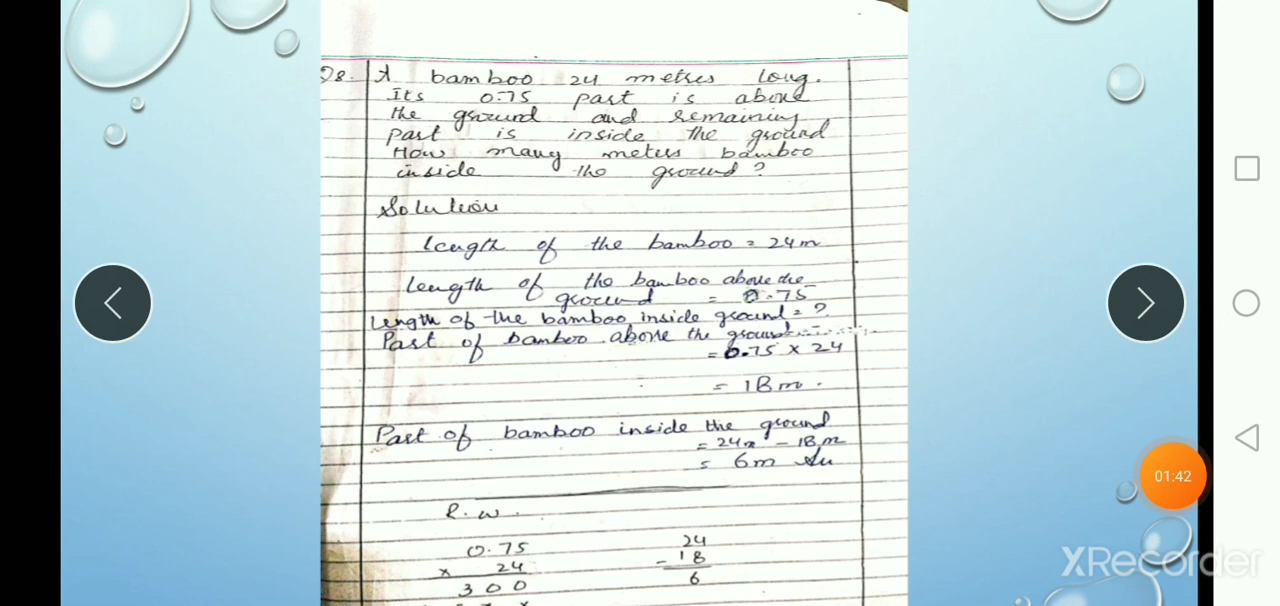 Q8. A bamboo 24 metres long.
Its 0.75 part is above
the ground and remaining
part is inside the ground
How many meters bamboo
inside the ground?
Solution
Length of the bamboo = 24m
Length of the bamboo above the
ground = 0.75
Length of the bamboo inside ground = ?
Part of bamboo above the ground
= 0.75 × 24
= 18m.
Part of bamboo inside the ground
= 24m - 18m
= 6m
R.W.
0.75
× 24
300
24
- 18
6
01:42
XRecorder